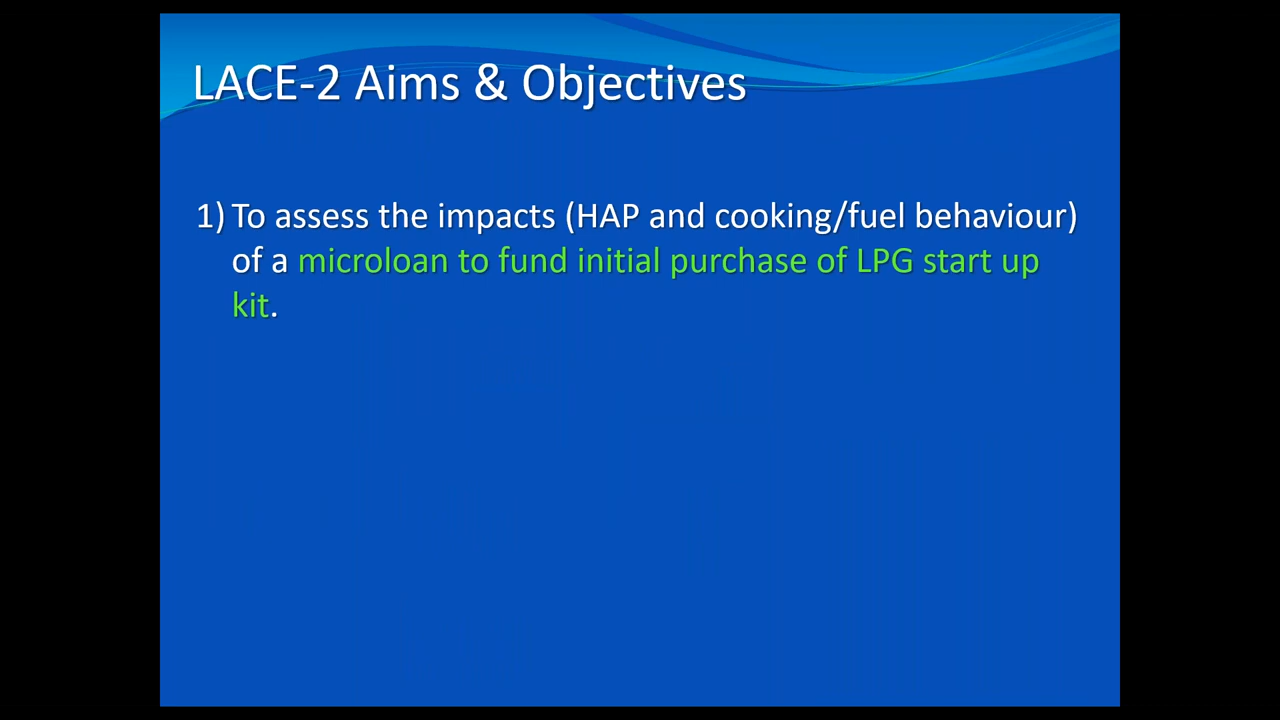 LACE-2 Aims & Objectives
1) To assess the impacts (HAP and cooking/fuel behaviour)
of a microloan to fund initial purchase of LPG start up
kit.